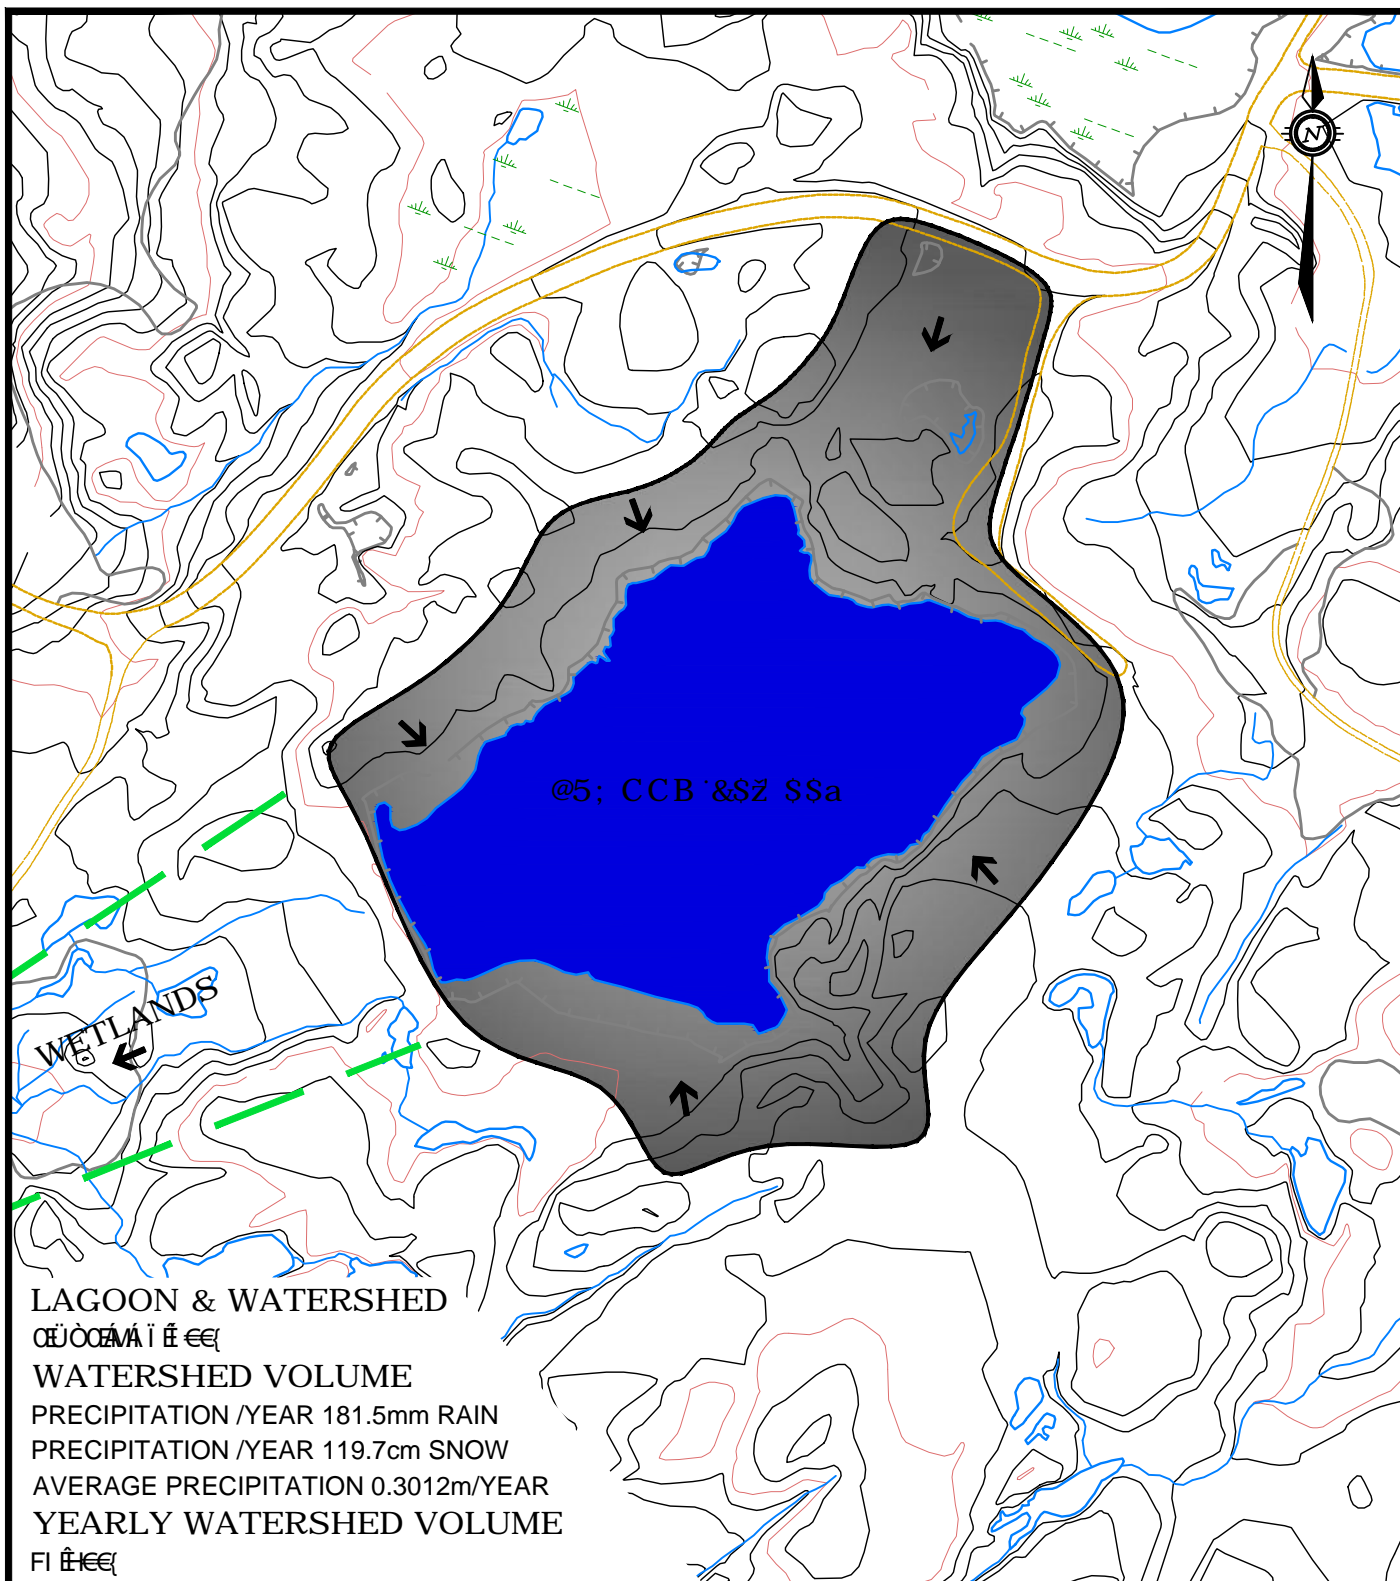 N
WETLANDS
LAGOON & WATERSHED
WATERSHED VOLUME
PRECIPITATION /YEAR 181.5mm RAIN
PRECIPITATION /YEAR 119.7cm SNOW
AVERAGE PRECIPITATION 0.3012m/YEAR
YEARLY WATERSHED VOLUME